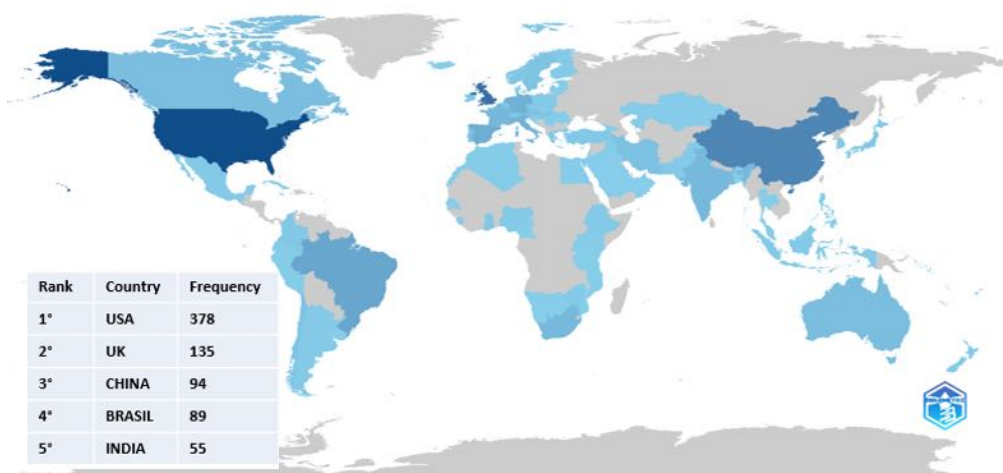 Rank Country Frequency
1° USA 378
2° UK 135
3° CHINA 94
4° BRASIL 89
5° INDIA 55